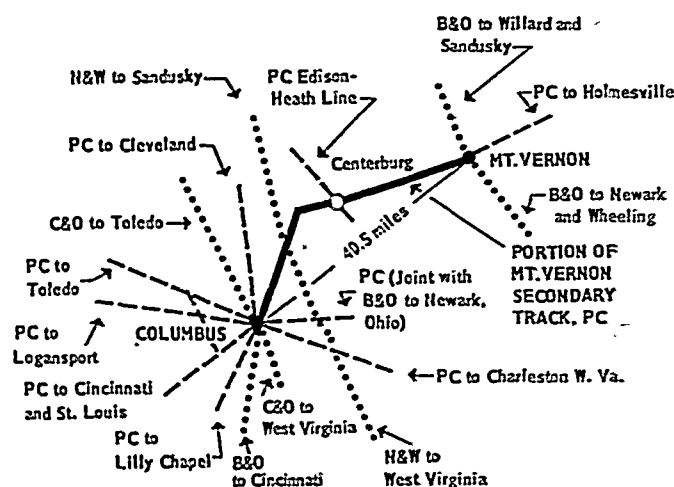 B&O to Willard and
Sandusky
N&W to Sandusky
PC Edison-
Heath Line
PC to Holmesville
PC to Cleveland
Centerburg
MT. VERNON
C&O to Toledo
B&O to Newark
and Wheeling
40.5 miles
PC to
Toledo
PC (Joint with
B&O to Newark,
Ohio)
PORTION OF
MT. VERNON
SECONDARY
TRACK, PC
PC to
Logansport
COLUMBUS
PC to Cincinnati
and St. Louis
PC to Charleston W. Va.
C&O to
West Virginia
PC to
Lilly Chapel
B&O
to Cincinnati
N&W to
West Virginia